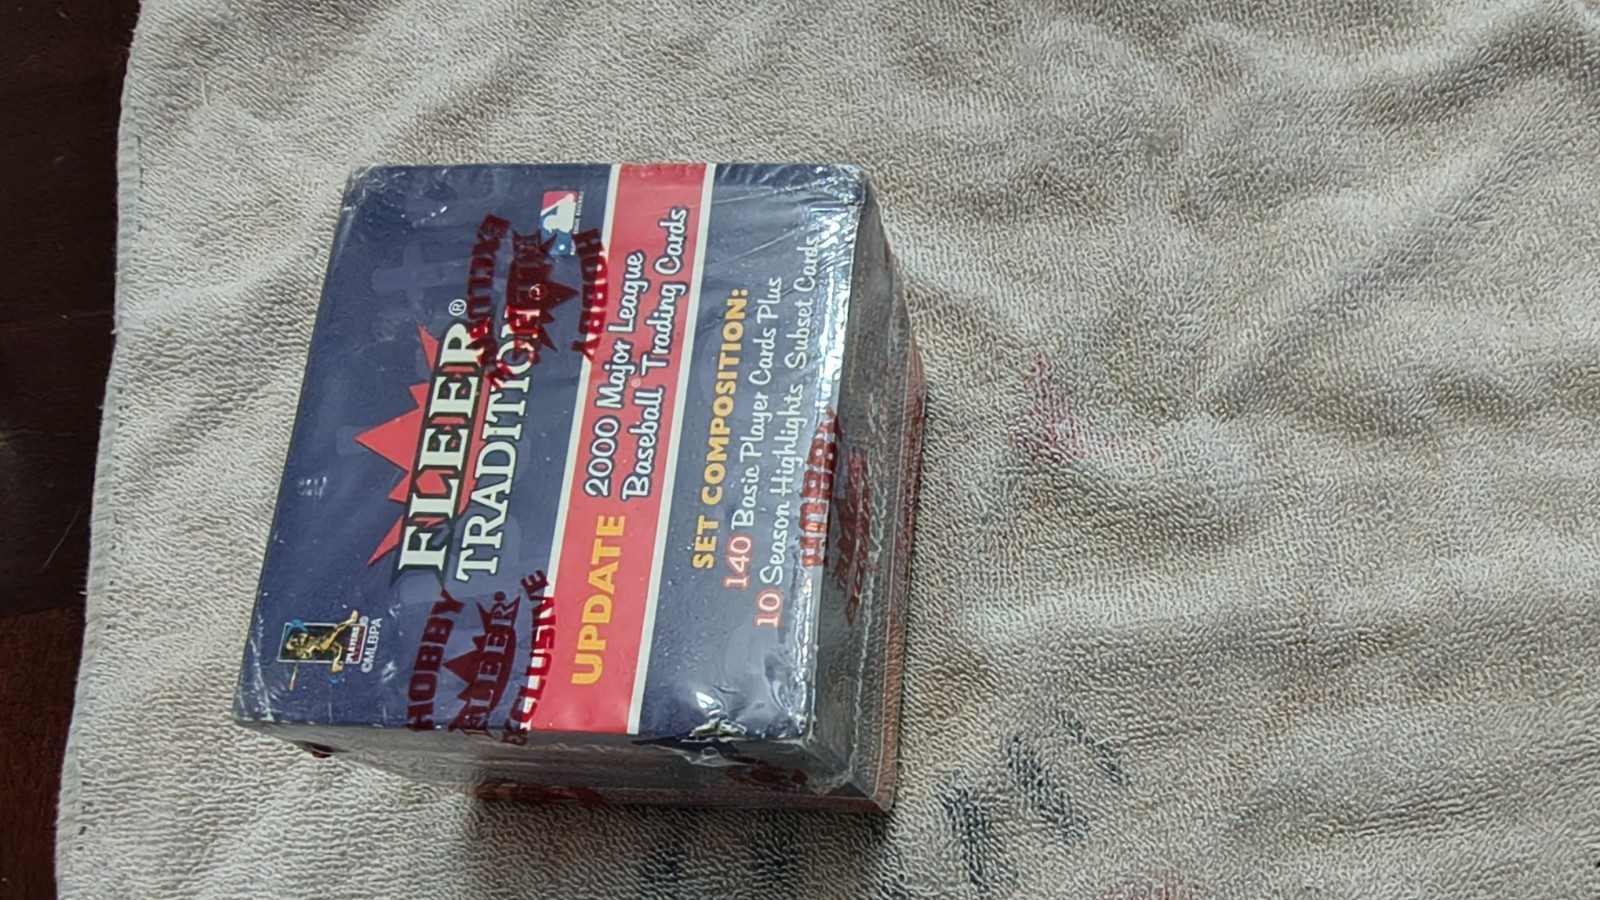 FLEER®
TRADITION
©MLBPA
UPDATE
2000 Major League
Baseball® Trading Cards
SET COMPOSITION:
140 Basic Player Cards Plus
10 Season Highlights Subset Cards
HOBBY
FLEER
EXCLUSIVE
HOBBY
EXCLUSIVE